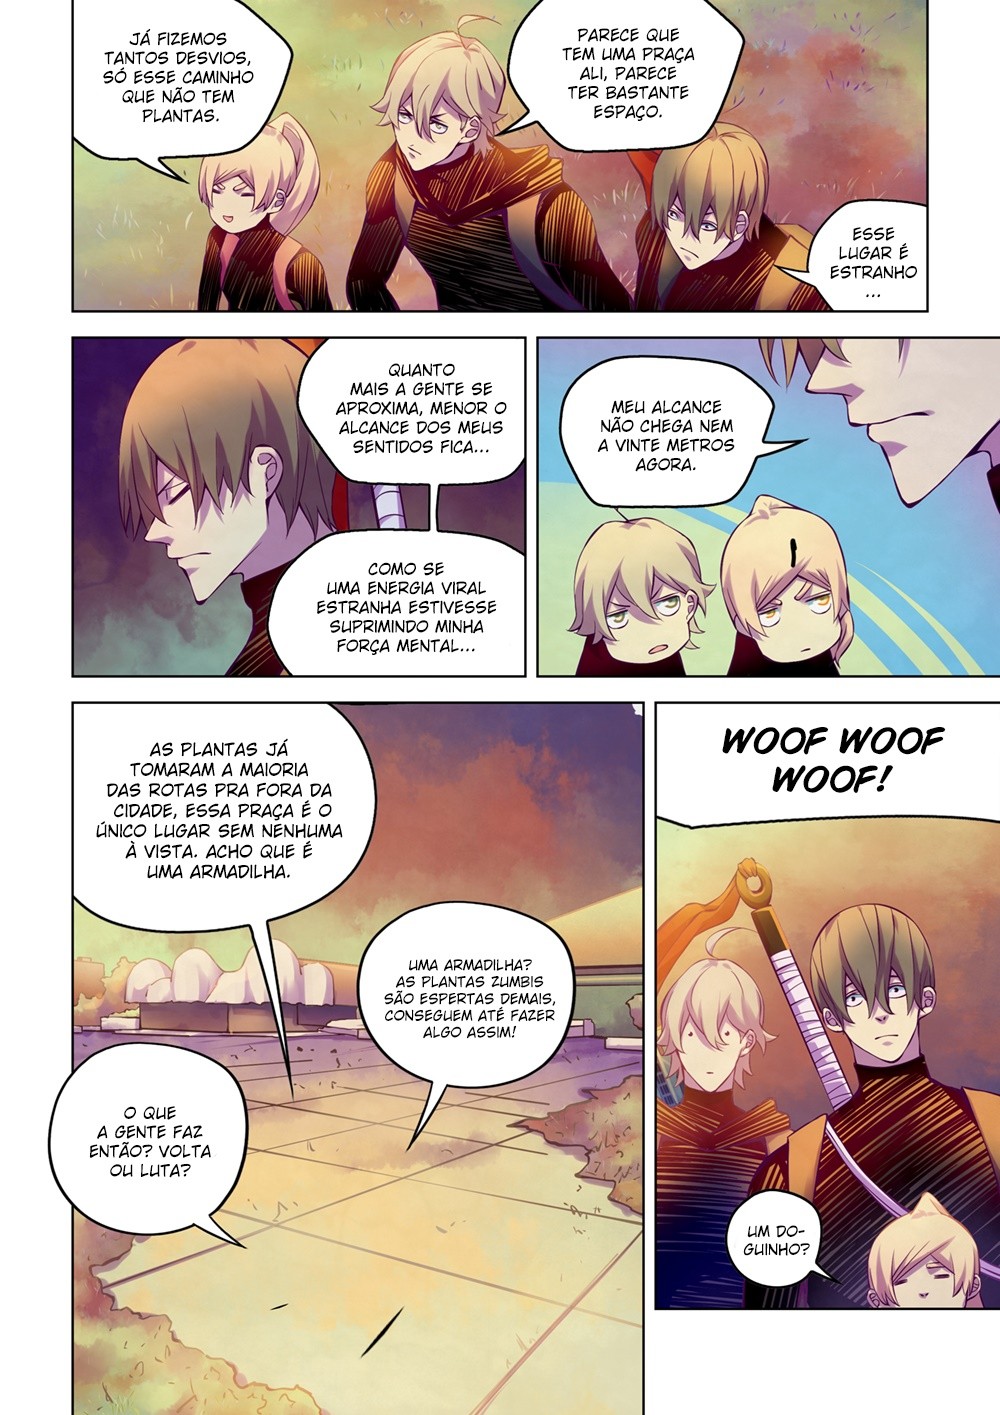 JÁ FIZEMOS
TANTOS DESVIOS,
SÓ ESSE CAMINHO
QUE NÃO TEM
PLANTAS.
PARECE QUE
TEM UMA PRAÇA
ALI, PARECE
TER BASTANTE
ESPAÇO.
ESSE
LUGAR É
ESTRANHO
...
QUANTO
MAIS A GENTE SE
APROXIMA, MENOR O
ALCANCE DOS MEUS
SENTIDOS FICA...
COMO SE
UMA ENERGIA VIRAL
ESTRANHA ESTIVESSE
SUPRIMINDO MINHA
FORÇA MENTAL...
MEU ALCANCE
NÃO CHEGA NEM
A VINTE METROS
AGORA.
AS PLANTAS JÁ
TOMARAM A MAIORIA
DAS ROTAS PRA FORA DA
CIDADE, ESSA PRAÇA É O
ÚNICO LUGAR SEM NENHUMA
À VISTA. ACHO QUE É
UMA ARMADILHA.
UMA ARMADILHA?
AS PLANTAS ZUMBIS
SÃO ESPERTAS DEMAIS,
CONSEGUEM ATÉ FAZER
ALGO ASSIM!
O QUE
A GENTE FAZ
ENTÃO? VOLTA
OU LUTA?
WOOF WOOF
WOOF!
UM DO-
GUINHO?